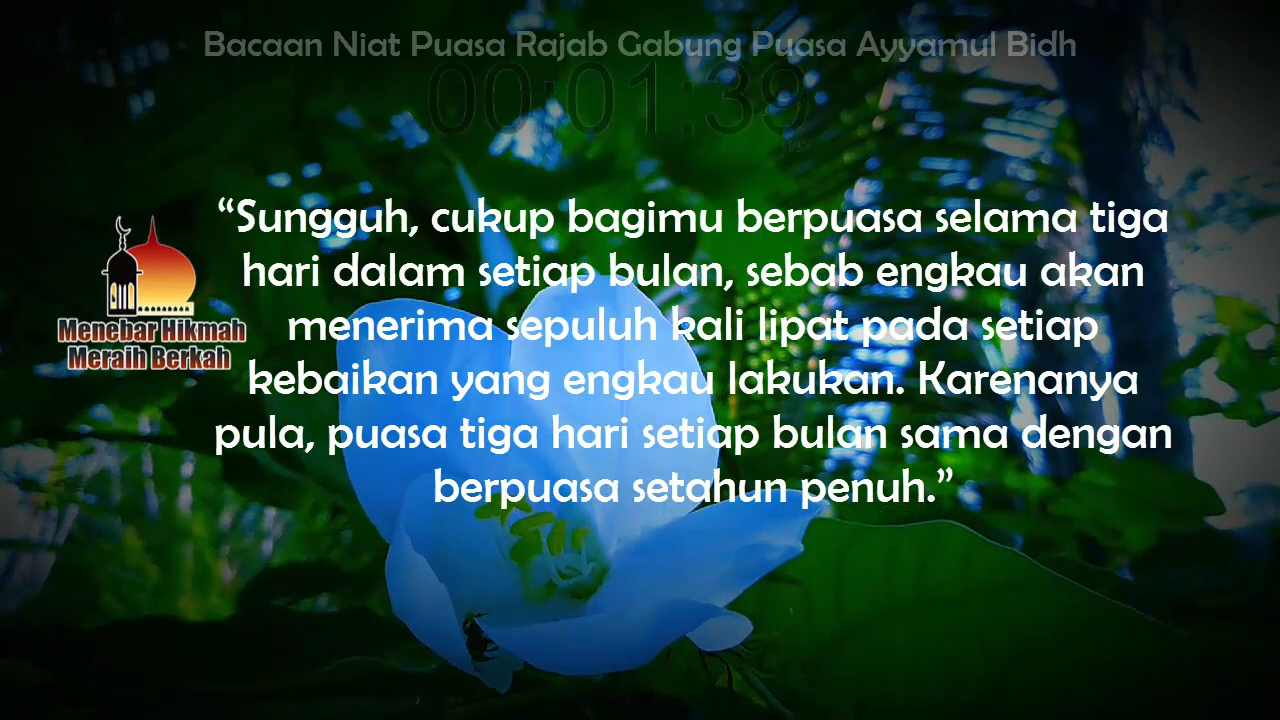 Bacaan Niat Puasa Rajab Gabung Puasa Ayyamul Bidh
00:01:39
“Sungguh, cukup bagimu berpuasa selama tiga
hari dalam setiap bulan, sebab engkau akan
menerima sepuluh kali lipat pada setiap
kebaikan yang engkau lakukan. Karenanya
pula, puasa tiga hari setiap bulan sama dengan
berpuasa setahun penuh.”
Menebar Hikmah
Meraih Berkah